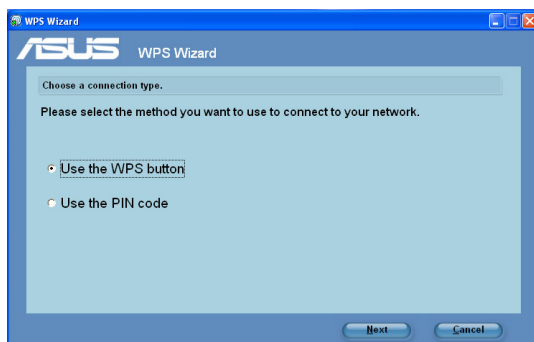 WPS Wizard
ASUS WPS Wizard
Choose a connection type.
Please select the method you want to use to connect to your network.
Use the WPS button
Use the PIN code
Next Cancel